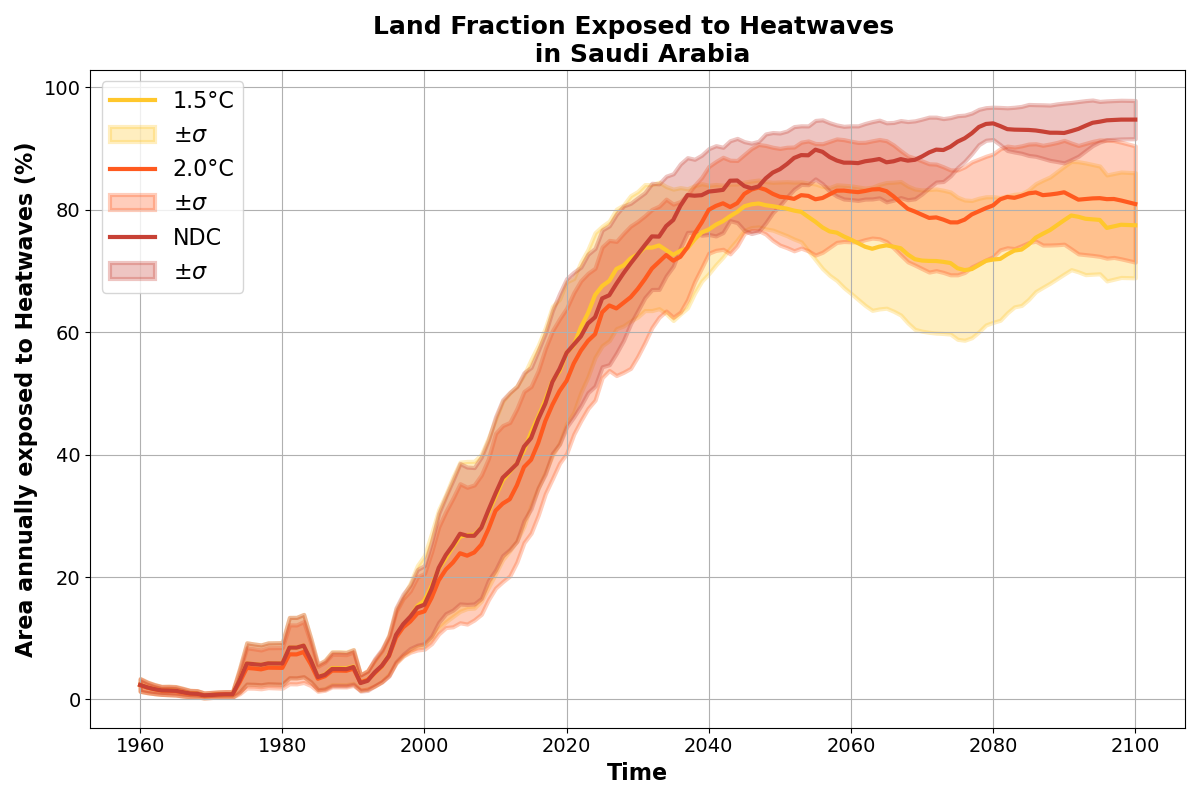 Land Fraction Exposed to Heatwaves
in Saudi Arabia
Area annually exposed to Heatwaves (%)
100
80
60
40
20
0
1.5°C
±σ
2.0°C
±σ
NDC
±σ
1960 1980 2000 2020 2040 2060 2080 2100
Time